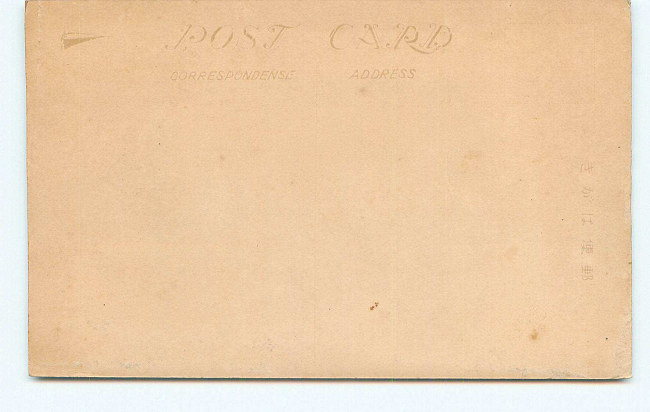 POST CARD
CORRESPONDENSE ADDRESS
郵便はかき